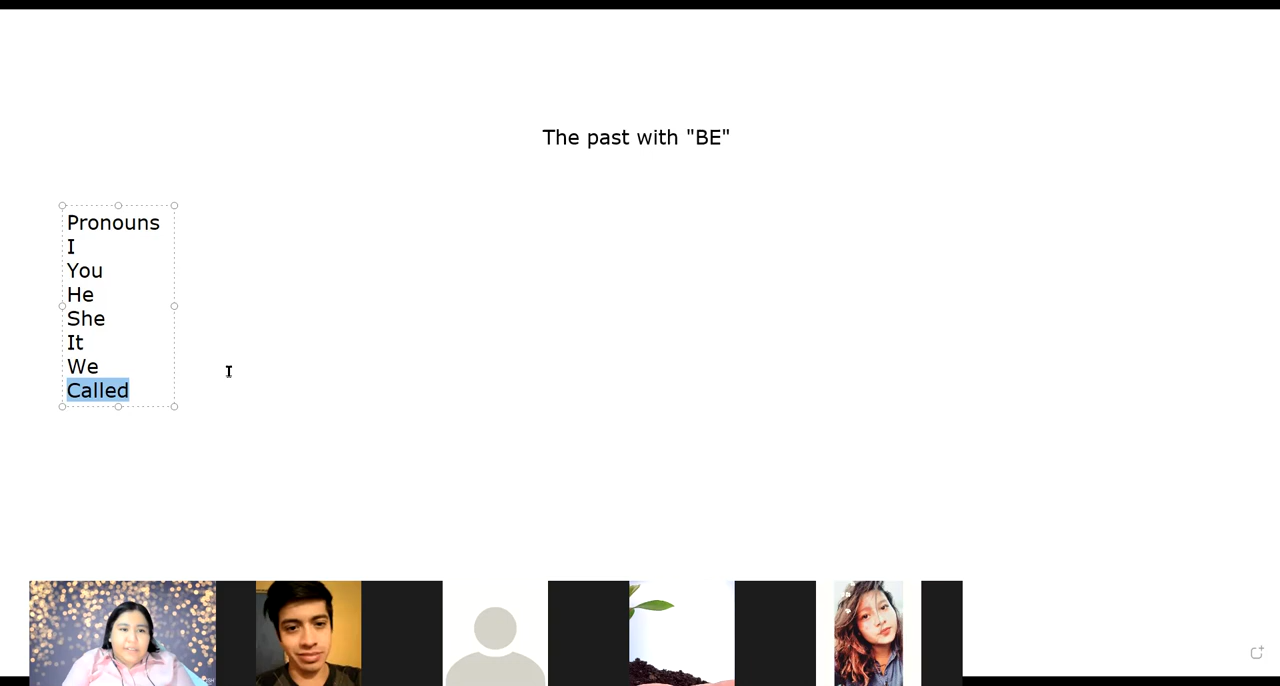 The past with "BE"
Pronouns
I
You
He
She
It
We
Called